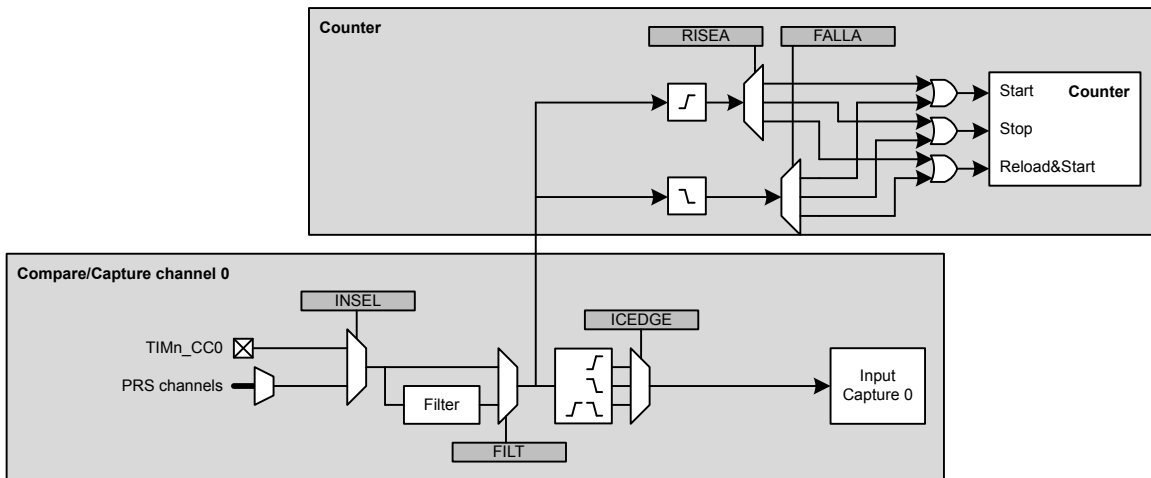 Counter
RISEA
FALLA
Start
Counter
Stop
Reload&Start
Compare/Capture channel 0
INSEL
ICEDGE
TIMn_CC0
PRS channels
Filter
Input
Capture 0
FILT